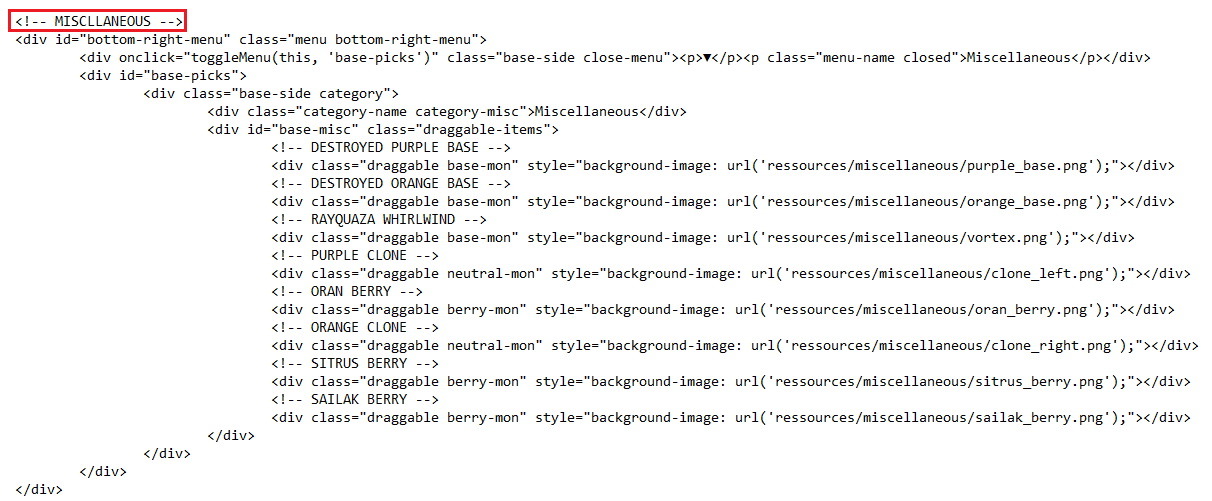 <!-- MISCLLANEOUS -->
<div id="bottom-right-menu" class="menu bottom-right-menu">
<div onclick="toggleMenu(this, 'base-picks')" class="base-side close-menu"><p>▼</p><p class="menu-name closed">Miscellaneous</p></div>
<div id="base-picks">
<div class="base-side category">
<div class="category-name category-misc">Miscellaneous</div>
<div id="base-misc" class="draggable-items">
<!-- DESTROYED PURPLE BASE -->
<div class="draggable base-mon" style="background-image: url('ressources/miscellaneous/purple_base.png');"></div>
<!-- DESTROYED ORANGE BASE -->
<div class="draggable base-mon" style="background-image: url('ressources/miscellaneous/orange_base.png');"></div>
<!-- RAYQUAZA WHIRLWIND -->
<div class="draggable base-mon" style="background-image: url('ressources/miscellaneous/vortex.png');"></div>
<!-- PURPLE CLONE -->
<div class="draggable neutral-mon" style="background-image: url('ressources/miscellaneous/clone_left.png');"></div>
<!-- ORAN BERRY -->
<div class="draggable berry-mon" style="background-image: url('ressources/miscellaneous/oran_berry.png');"></div>
<!-- ORANGE CLONE -->
<div class="draggable neutral-mon" style="background-image: url('ressources/miscellaneous/clone_right.png');"></div>
<!-- SITRUS BERRY -->
<div class="draggable berry-mon" style="background-image: url('ressources/miscellaneous/sitrus_berry.png');"></div>
<!-- SAILAK BERRY -->
<div class="draggable berry-mon" style="background-image: url('ressources/miscellaneous/sailak_berry.png');"></div>
</div>
</div>
</div>
</div>